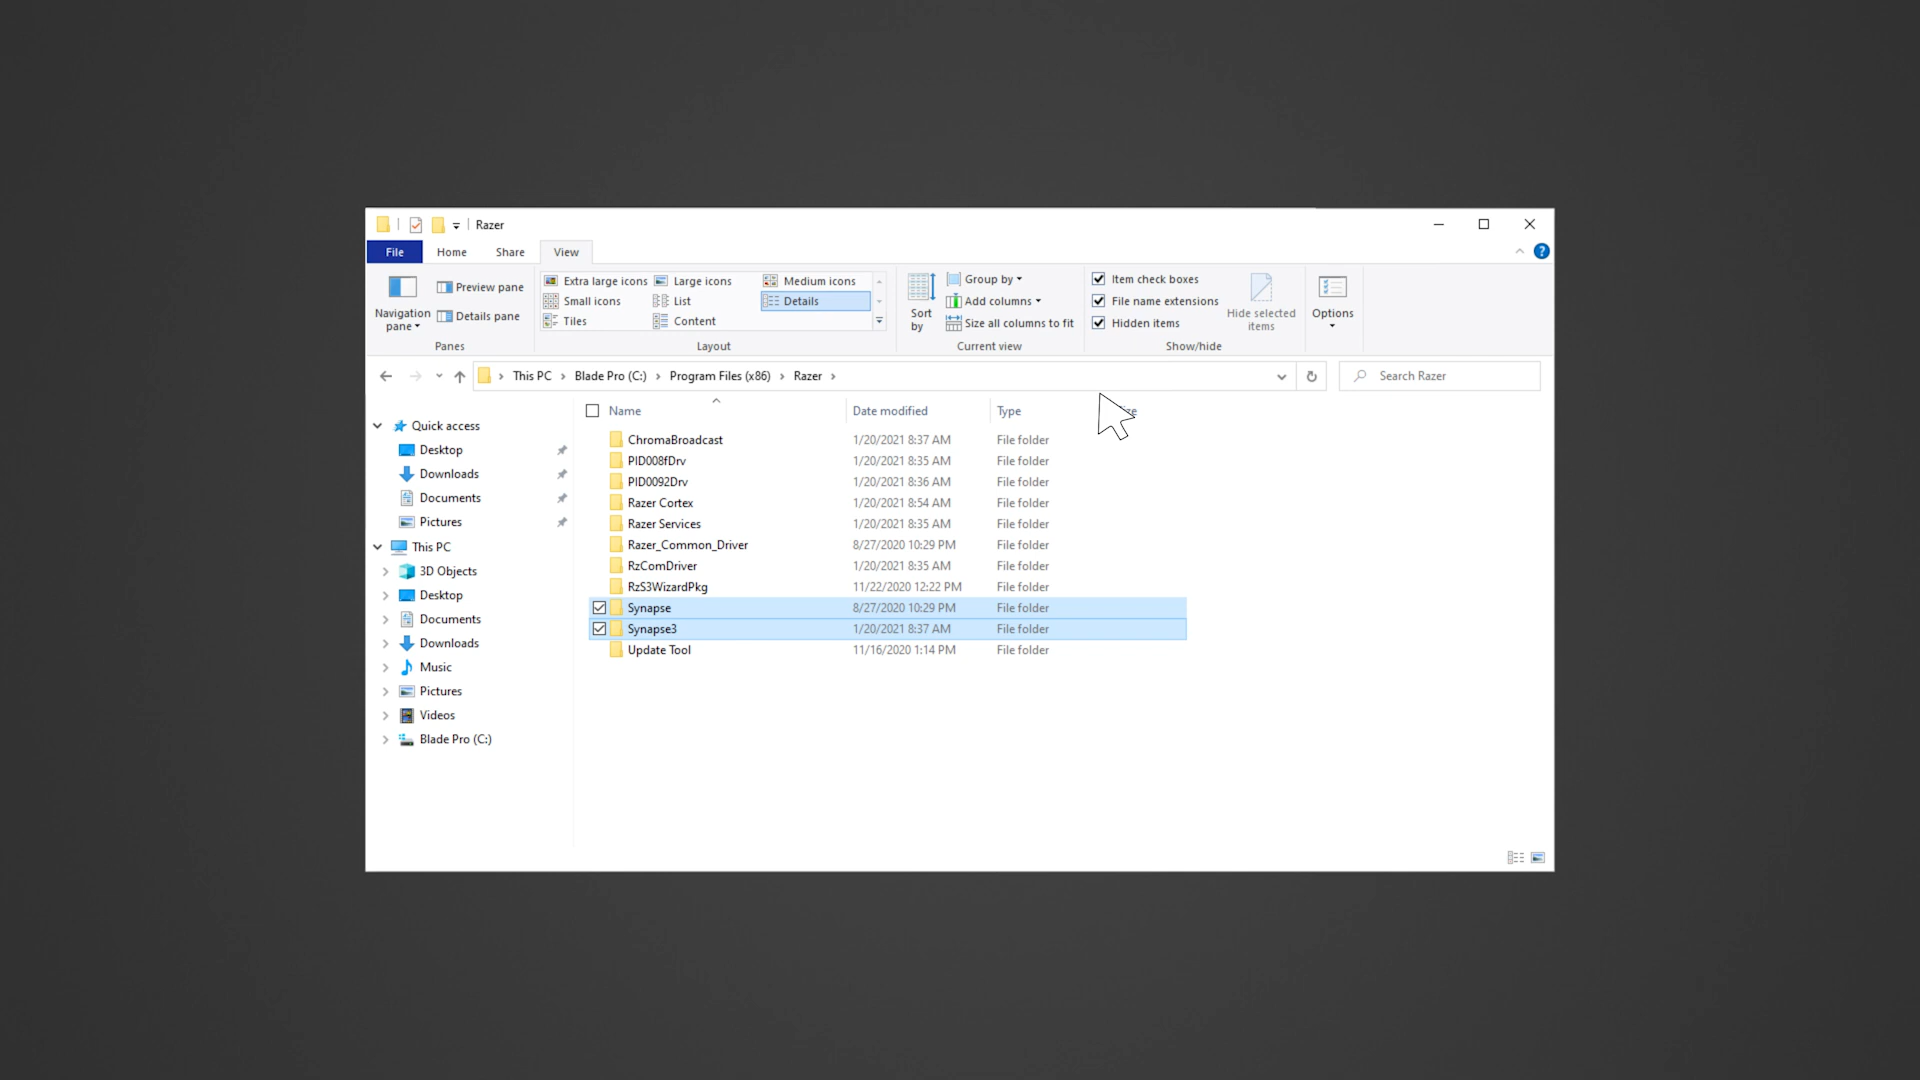 Razer
File Home Share View
Navigation pane
Preview pane
Details pane
Panes
Extra large icons Large icons Medium icons
Small icons List Details
Tiles Content
Layout
Sort by
Group by
Add columns
Size all columns to fit
Current view
Item check boxes
File name extensions
Hidden items
Hide selected items
Show/hide
Options
This PC Blade Pro (C:) Program Files (x86) Razer
Search Razer
Quick access
Desktop
Downloads
Documents
Pictures
This PC
3D Objects
Desktop
Documents
Downloads
Music
Pictures
Videos
Blade Pro (C:)
Name Date modified Type
ChromaBroadcast 1/20/2021 8:37 AM File folder
PID008fDrv 1/20/2021 8:35 AM File folder
PID0092Drv 1/20/2021 8:36 AM File folder
Razer Cortex 1/20/2021 8:54 AM File folder
Razer Services 1/20/2021 8:35 AM File folder
Razer_Common_Driver 8/27/2020 10:29 PM File folder
RzComDriver 1/20/2021 8:35 AM File folder
RzS3WizardPkg 11/22/2020 12:22 PM File folder
Synapse 8/27/2020 10:29 PM File folder
Synapse3 1/20/2021 8:37 AM File folder
Update Tool 11/16/2020 1:14 PM File folder